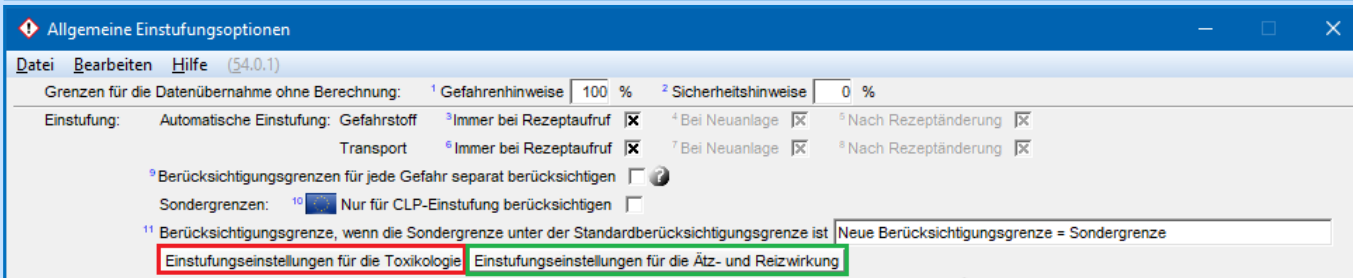 Allgemeine Einstufungsoptionen
Datei Bearbeiten Hilfe (54.0.1)
Grenzen für die Datenübernahme ohne Berechnung: 1 Gefahrenhinweise 100 % 2 Sicherheitshinweise 0 %
Einstufung: Automatische Einstufung: Gefahrstoff 3 Immer bei Rezeptaufruf 4 Bei Neuanlage 5 Nach Rezeptänderung
Transport 6 Immer bei Rezeptaufruf 7 Bei Neuanlage 8 Nach Rezeptänderung
9 Berücksichtigungsgrenzen für jede Gefahr separat berücksichtigen ?
Sondergrenzen: 10 Nur für CLP-Einstufung berücksichtigen
11 Berücksichtigungsgrenze, wenn die Sondergrenze unter der Standardberücksichtigungsgrenze ist Neue Berücksichtigungsgrenze = Sondergrenze
Einstufungseinstellungen für die Toxikologie Einstufungseinstellungen für die Ätz- und Reizwirkung